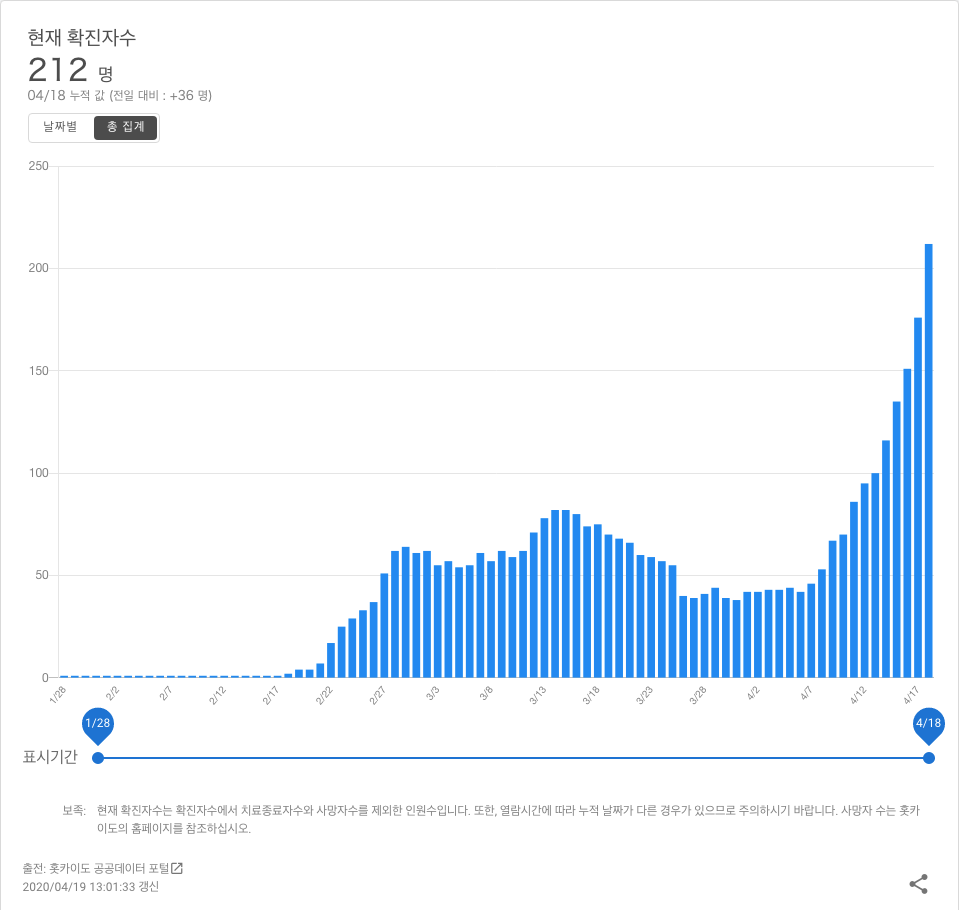 현재 확진자수
212 명
04/18 누적 값 (전일 대비 : +36 명)
날짜별 총 집계
250
200
150
100
50
0
1/28 2/2 2/7 2/12 2/17 2/22 2/27 3/3 3/8 3/13 3/18 3/23 3/28 4/2 4/7 4/12 4/17
1/28 4/18
표시기간
보족: 현재 확진자수는 확진자수에서 치료종료자수와 사망자수를 제외한 인원수입니다. 또한, 열람시간에 따라 누적 날짜가 다른 경우가 있으므로 주의하시기 바랍니다. 사망자 수는 홋카
이도의 홈페이지를 참조하십시오.
출전: 홋카이도 공공데이터 포털
2020/04/19 13:01:33 갱신